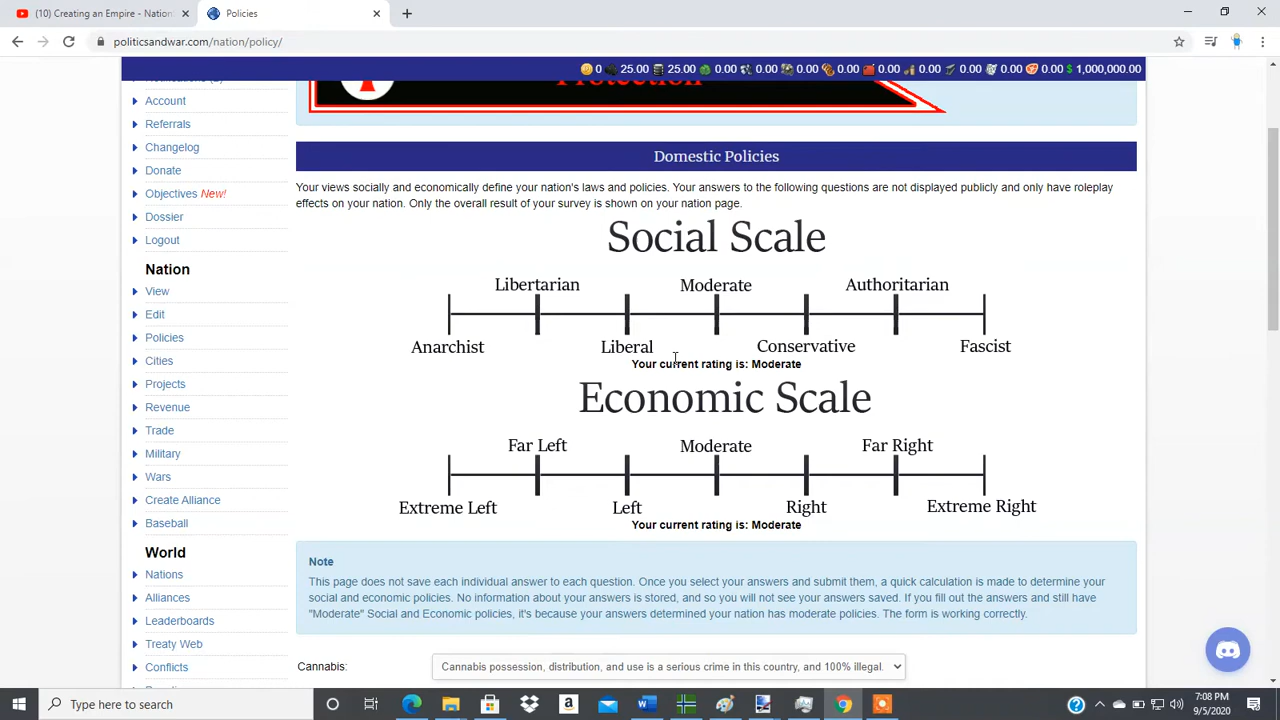 (10) Creating an Empire - Nation
Policies
politicsandwar.com/nation/policy/
0 25.00 25.00 0.00 0.00 0.00 0.00 0.00 0.00 0.00 0.00 0.00 $ 1,000,000.00
Protection
Account
Referrals
Changelog
Donate
Objectives New!
Dossier
Logout
Nation
View
Edit
Policies
Cities
Projects
Revenue
Trade
Military
Wars
Create Alliance
Baseball
World
Nations
Alliances
Leaderboards
Treaty Web
Conflicts
Domestic Policies
Your views socially and economically define your nation's laws and policies. Your answers to the following questions are not displayed publicly and only have roleplay
effects on your nation. Only the overall result of your survey is shown on your nation page.
Social Scale
Libertarian Moderate Authoritarian
Anarchist Liberal Conservative Fascist
Your current rating is: Moderate
Economic Scale
Far Left Moderate Far Right
Extreme Left Left Right Extreme Right
Your current rating is: Moderate
Note
This page does not save each individual answer to each question. Once you select your answers and submit them, a quick calculation is made to determine your
social and economic policies. No information about your answers is stored, and so you will not see your answers saved. If you fill out the answers and still have
"Moderate" Social and Economic policies, it's because your answers determined your nation has moderate policies. The form is working correctly.
Cannabis: Cannabis possession, distribution, and use is a serious crime in this country, and 100% illegal.
Type here to search
7:08 PM
9/5/2020